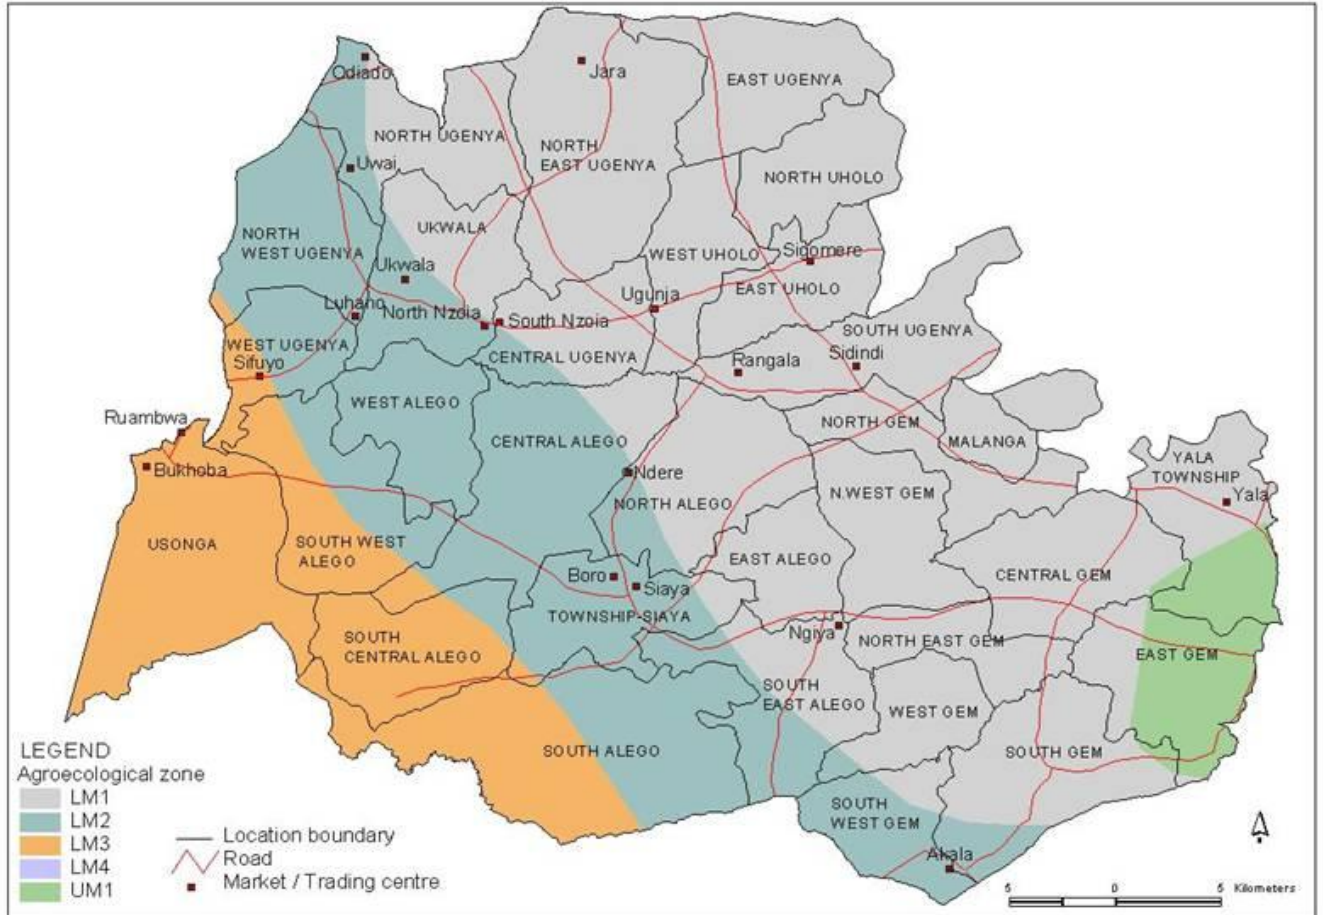 Odiado
Jara
EAST UGENYA
NORTH UGENYA
NORTH
EAST UGENYA
Uwai
NORTH UHOLO
UKWALA
NORTH
WEST UGENYA
WEST UHOLO
Sigomere
Ukwala
EAST UHOLO
Ugunja
Luhano
North Nzoia
South Nzoia
SOUTH UGENYA
WEST UGENYA
CENTRAL UGENYA
Sifuyo
Rangala
Sidindi
WEST ALEGO
Ruambwa
CENTRAL ALEGO
NORTH GEM
MALANGA
YALA
TOWNSHIP
Bukhoba
Ndere
N.WEST GEM
Yala
NORTH ALEGO
USONGA
SOUTH WEST
ALEGO
EAST ALEGO
CENTRAL GEM
Boro
Siaya
TOWNSHIP-SIAYA
Ngiya
NORTH EAST GEM
SOUTH
CENTRAL ALEGO
EAST GEM
SOUTH
EAST ALEGO
WEST GEM
SOUTH ALEGO
SOUTH GEM
SOUTH
WEST GEM
Akala
LEGEND
Agroecological zone
LM1
LM2
LM3
LM4
UM1
Location boundary
Road
Market / Trading centre
5 0 5 Kilometers